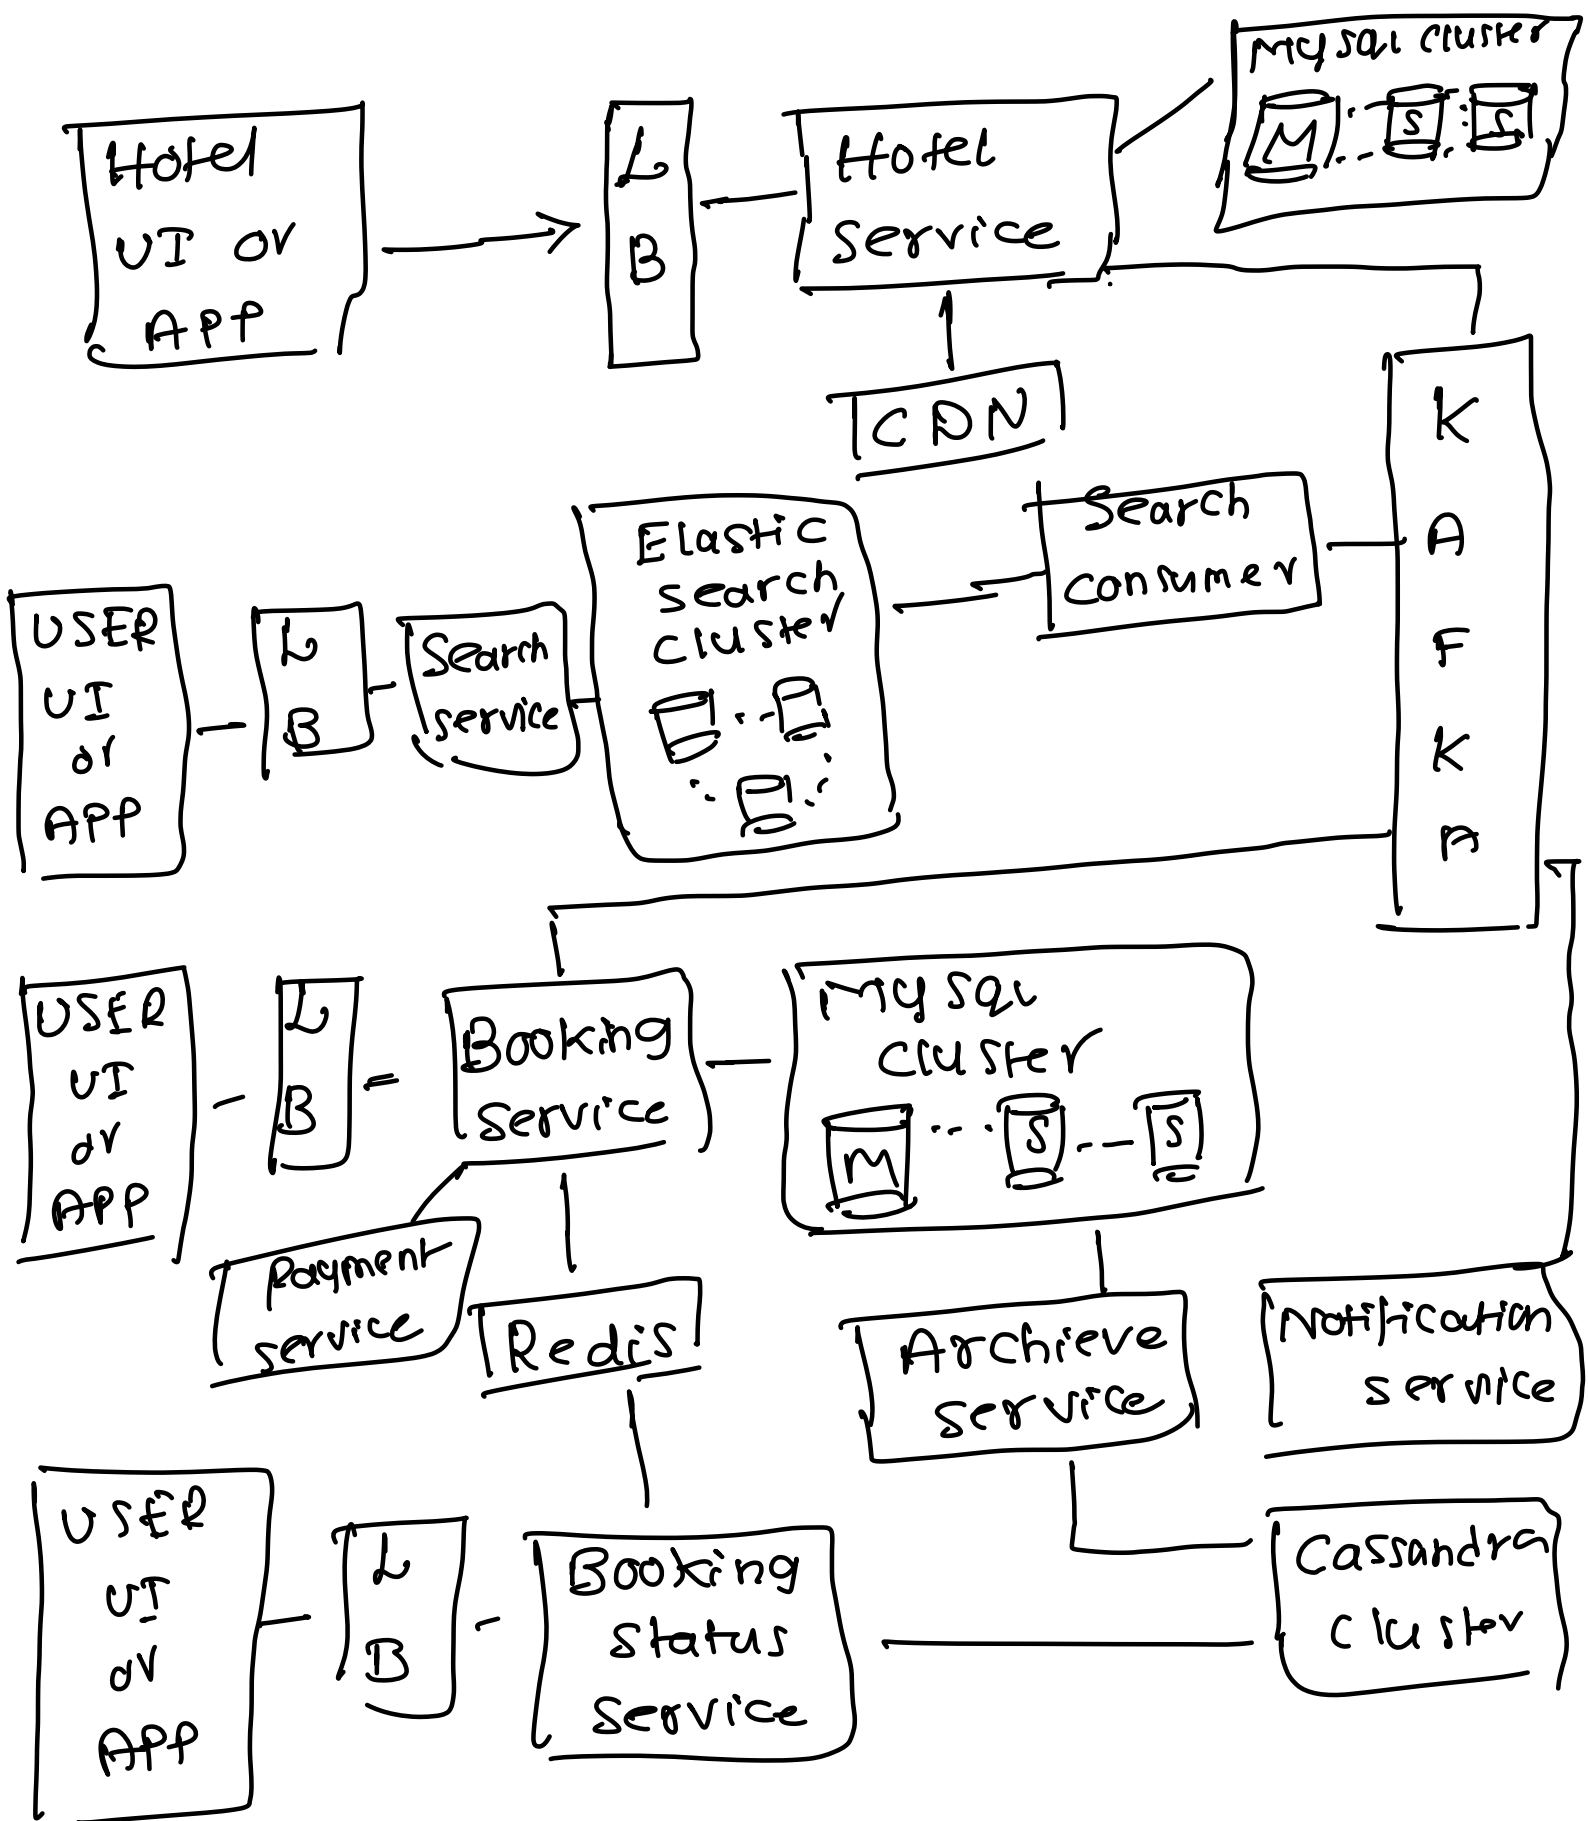 Hotel
UI or
APP
L
B
Hotel
service
MySQL cluster
M
S
S
CDN
K
A
F
K
A
Search
consumer
Elastic
search
cluster
USER
UI
or
APP
L
B
Search
service
USER
UI
or
APP
L
B
Booking
service
MySQL
cluster
M
S
S
Payment
service
Redis
Archieve
service
Notification
service
USER
UI
or
APP
L
B
Booking
status
service
Cassandra
cluster